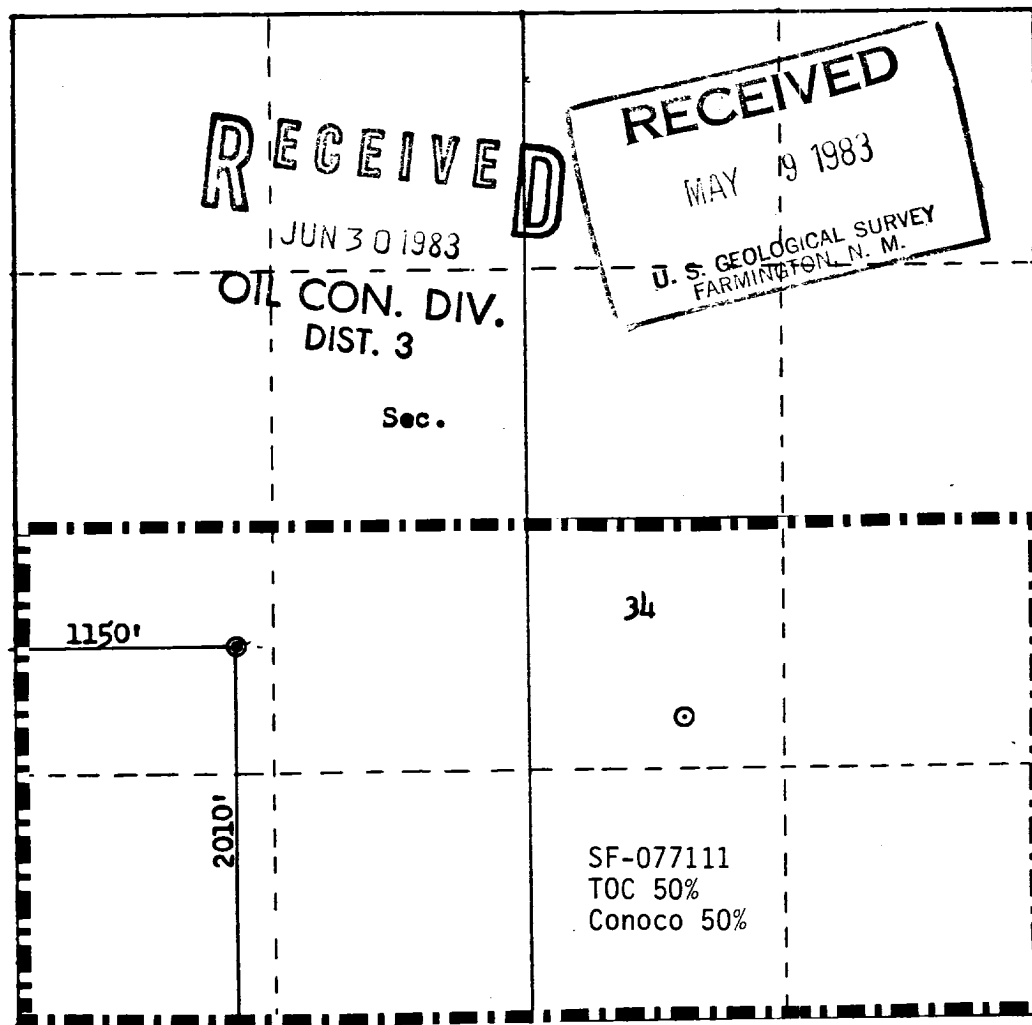 RECEIVED
JUN 30 1983
OIL CON. DIV.
DIST. 3
RECEIVED
MAY 9 1983
U. S. GEOLOGICAL SURVEY
FARMINGTON, N. M.
Sec.
34
1150'
2010'
SF-077111
TOC 50%
Conoco 50%